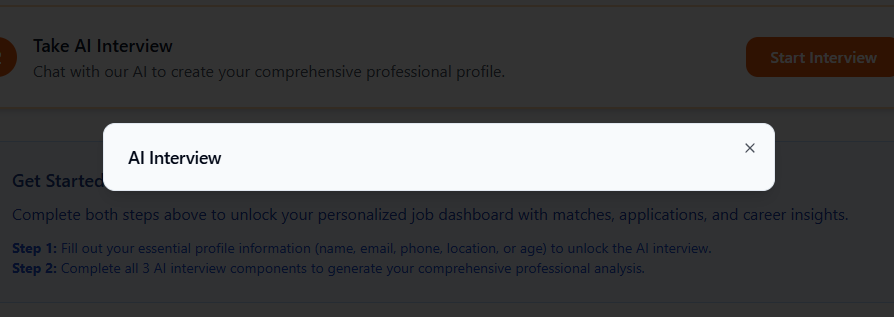 Take AI Interview
Chat with our AI to create your comprehensive professional profile.
Start Interview
AI Interview
Get Started
Complete both steps above to unlock your personalized job dashboard with matches, applications, and career insights.
Step 1: Fill out your essential profile information (name, email, phone, location, or age) to unlock the AI interview.
Step 2: Complete all 3 AI interview components to generate your comprehensive professional analysis.